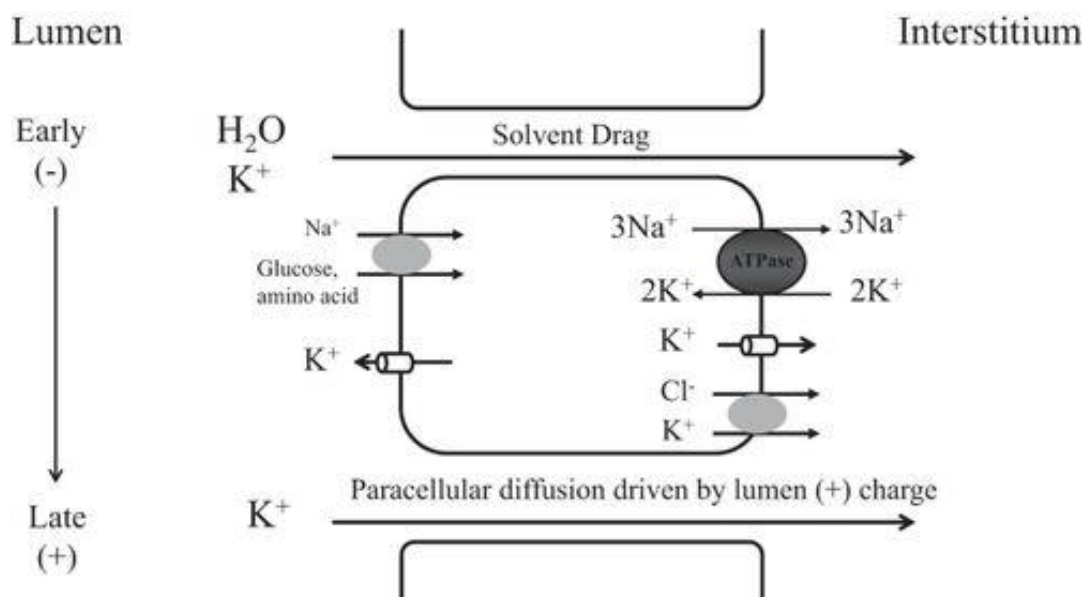 Lumen
Interstitium
Early
(-)
H₂O
K⁺
Solvent Drag
Na⁺
Glucose,
amino acid
3Na⁺
3Na⁺
ATPase
2K⁺
2K⁺
K⁺
K⁺
Cl⁻
K⁺
Paracellular diffusion driven by lumen (+) charge
K⁺
Late
(+)